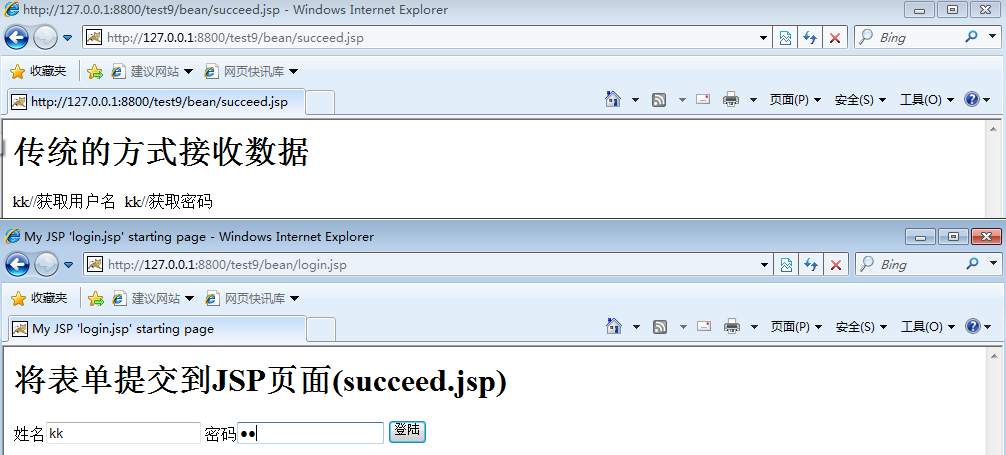 http://127.0.0.1:8800/test9/bean/succeed.jsp - Windows Internet Explorer
http://127.0.0.1:8800/test9/bean/succeed.jsp
Bing
收藏夹 建议网站 网页快讯库
http://127.0.0.1:8800/test9/bean/succeed.jsp 页面(P) 安全(S) 工具(O)
传统的方式接收数据
kk//获取用户名 kk//获取密码
My JSP 'login.jsp' starting page - Windows Internet Explorer
http://127.0.0.1:8800/test9/bean/login.jsp
Bing
收藏夹 建议网站 网页快讯库
My JSP 'login.jsp' starting page 页面(P) 安全(S) 工具(O)
将表单提交到JSP页面(succeed.jsp)
姓名 kk 密码 ●● 登陆